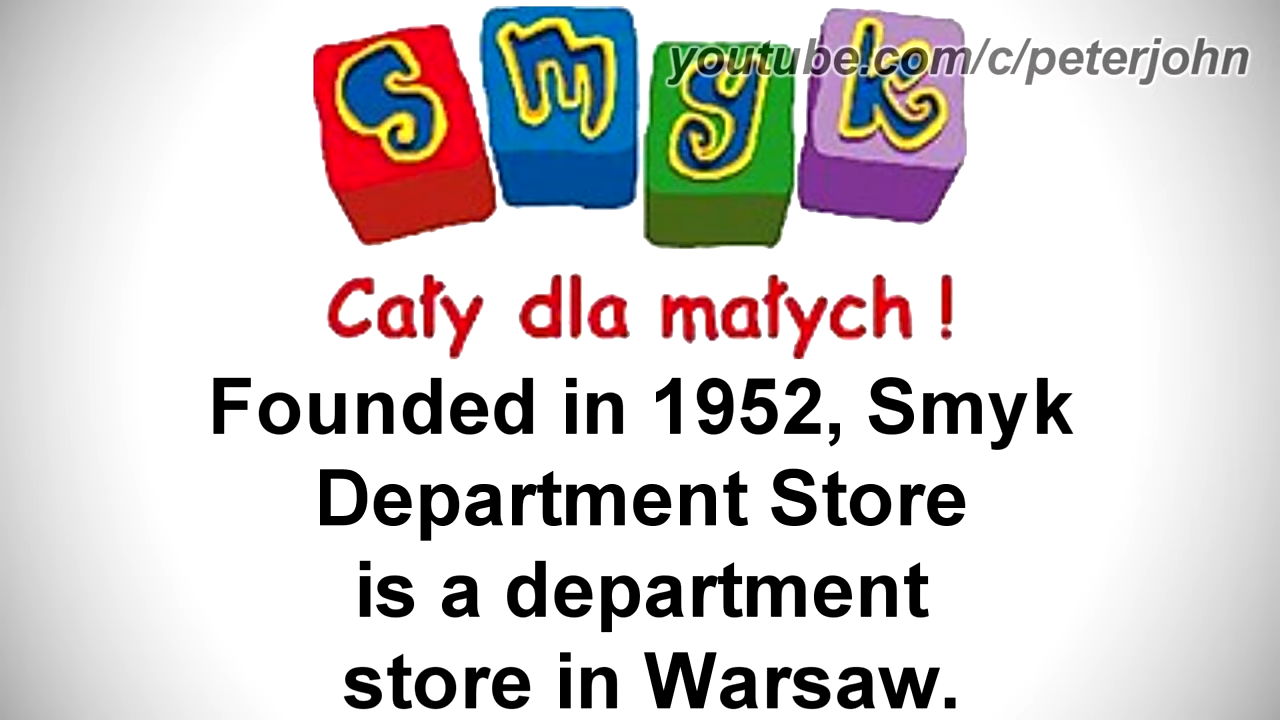 smyk
youtube.com/c/peterjohn
Cały dla małych !
Founded in 1952, Smyk
Department Store
is a department
store in Warsaw.